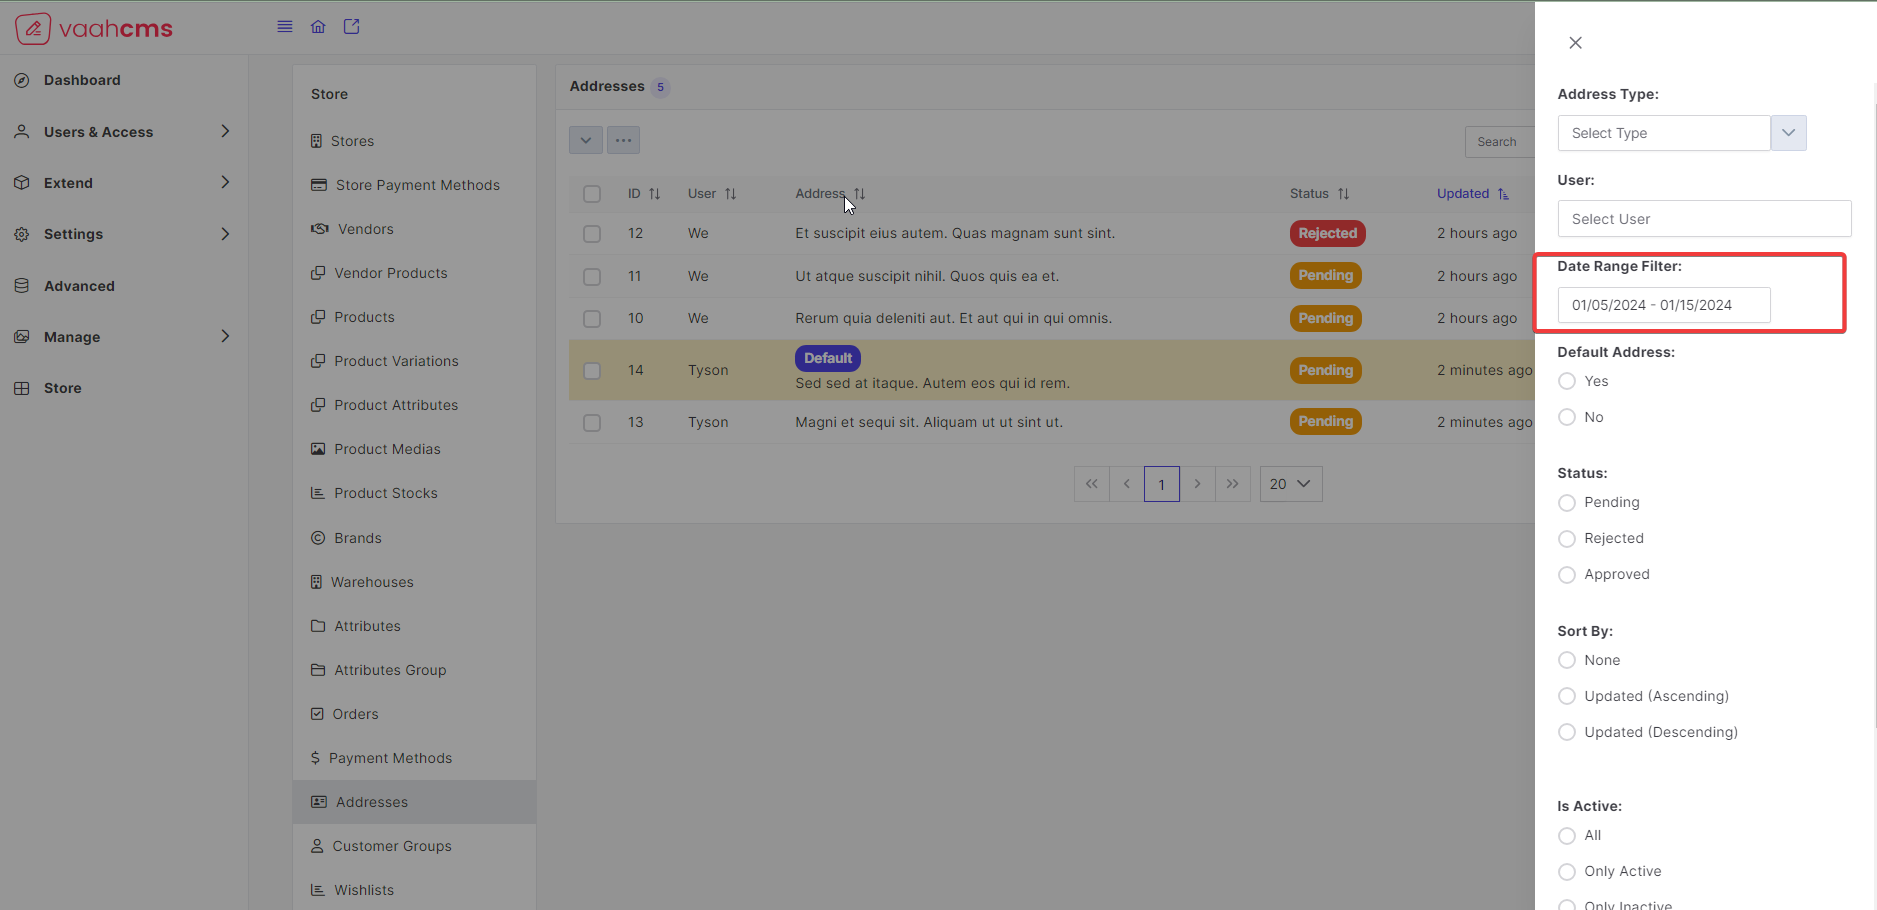 vaahcms
Dashboard
Users & Access
Extend
Settings
Advanced
Manage
Store
Store
Stores
Store Payment Methods
Vendors
Vendor Products
Products
Product Variations
Product Attributes
Product Medias
Product Stocks
Brands
Warehouses
Attributes
Attributes Group
Orders
Payment Methods
Addresses
Customer Groups
Wishlists
Addresses 5
Search
ID User Address Status Updated
12 We Et suscipit eius autem. Quas magnam sunt sint. Rejected 2 hours ago
11 We Ut atque suscipit nihil. Quos quis ea et. Pending 2 hours ago
10 We Rerum quia deleniti aut. Et aut qui in qui omnis. Pending 2 hours ago
Default
14 Tyson Sed sed at itaque. Autem eos qui id rem. Pending 2 minutes ago
13 Tyson Magni et sequi sit. Aliquam ut ut sint ut. Pending 2 minutes ago
1 20
Address Type:
Select Type
User:
Select User
Date Range Filter:
01/05/2024 - 01/15/2024
Default Address:
Yes
No
Status:
Pending
Rejected
Approved
Sort By:
None
Updated (Ascending)
Updated (Descending)
Is Active:
All
Only Active
Only Inactive